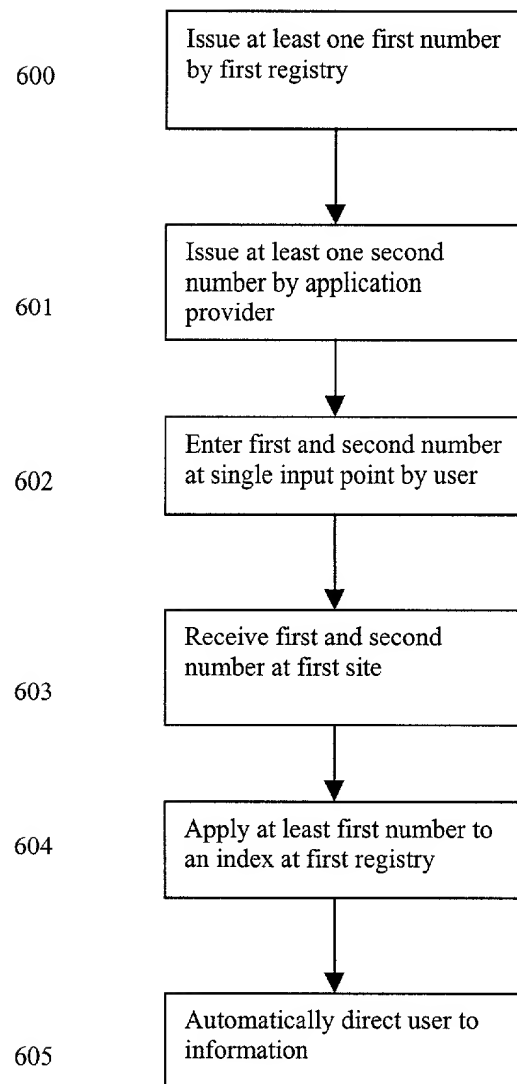 600
Issue at least one first number
by first registry
601
Issue at least one second
number by application
provider
602
Enter first and second number
at single input point by user
603
Receive first and second
number at first site
604
Apply at least first number to
an index at first registry
605
Automatically direct user to
information